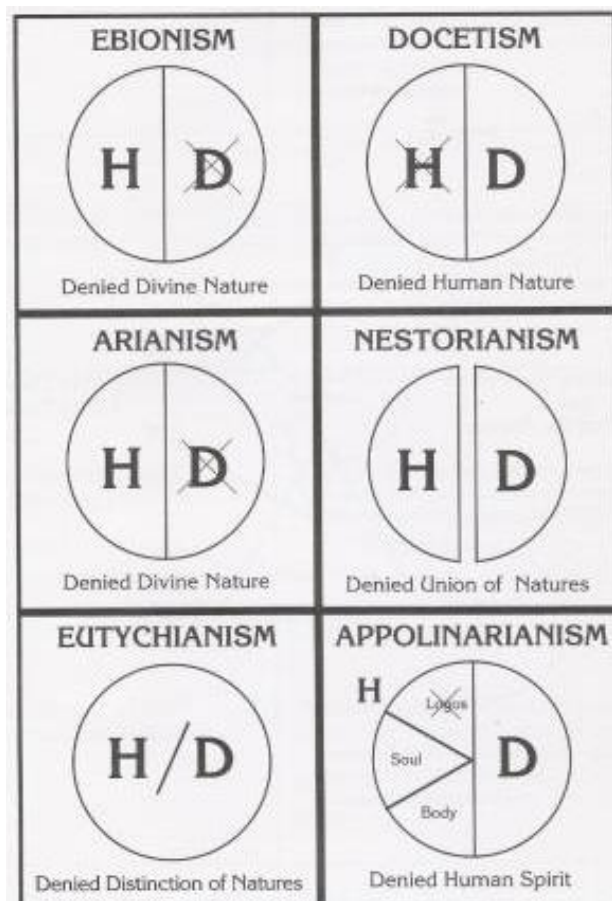 EBIONISM
H D
Denied Divine Nature
DOCETISM
H D
Denied Human Nature
ARIANISM
H D
Denied Divine Nature
NESTORIANISM
H D
Denied Union of Natures
EUTYCHIANISM
H/D
Denied Distinction of Natures
APPOLINARIANISM
H
Logos
Soul
D
Body
Denied Human Spirit